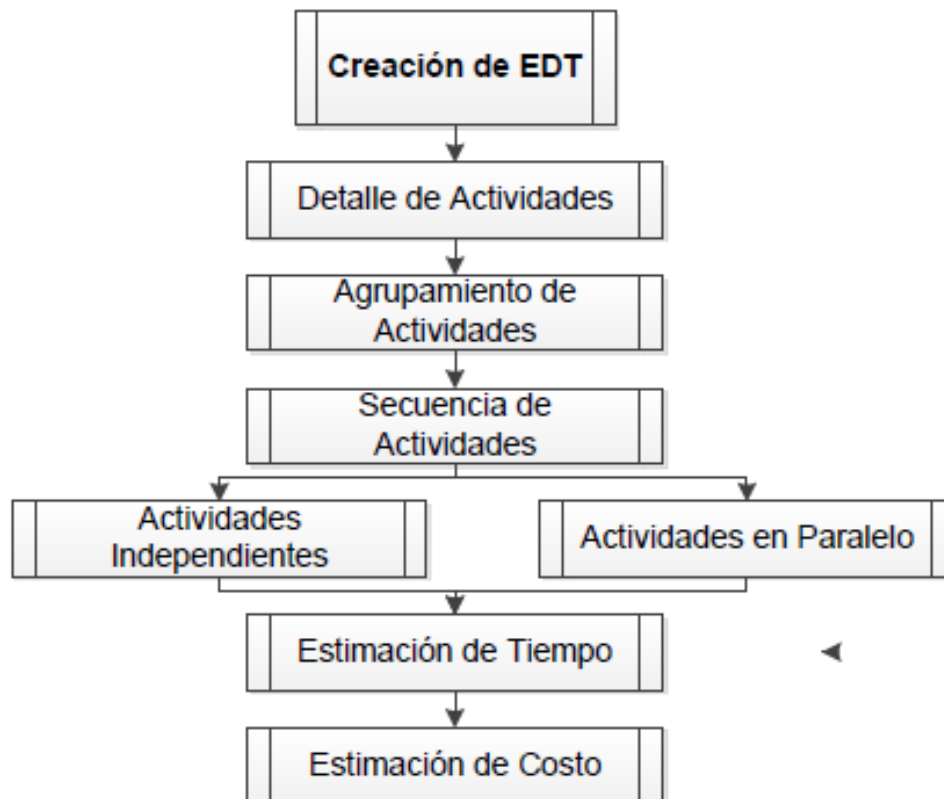 Creación de EDT
Detalle de Actividades
Agrupamiento de
Actividades
Secuencia de
Actividades
Actividades
Independientes
Actividades en Paralelo
Estimación de Tiempo
Estimación de Costo